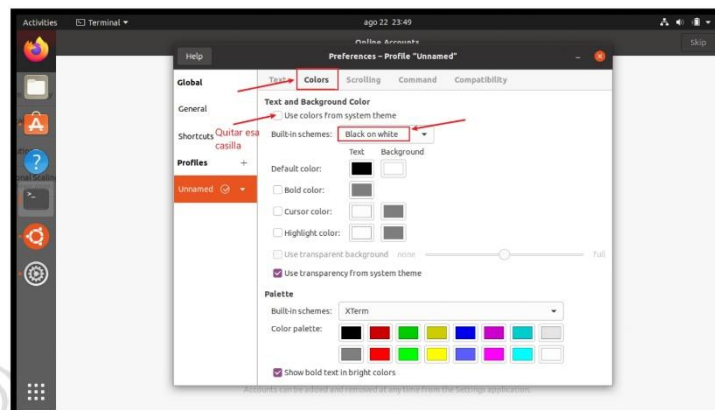 Activities Terminal ago 22 23:49
Online Accounts
Skip
Help Preferences – Profile "Unnamed"
Global
General
Shortcuts
Profiles +
Unnamed
Text Colors Scrolling Command Compatibility
Text and Background Color
Use colors from system theme
Quitar esa
casilla
Built-in schemes: Black on white
Text Background
Default color:
Bold color:
Cursor color:
Highlight color:
Use transparent background none full
Use transparency from system theme
Palette
Built-in schemes: XTerm
Color palette:
Show bold text in bright colors
Accounts can be added and removed at any time from the Settings application.